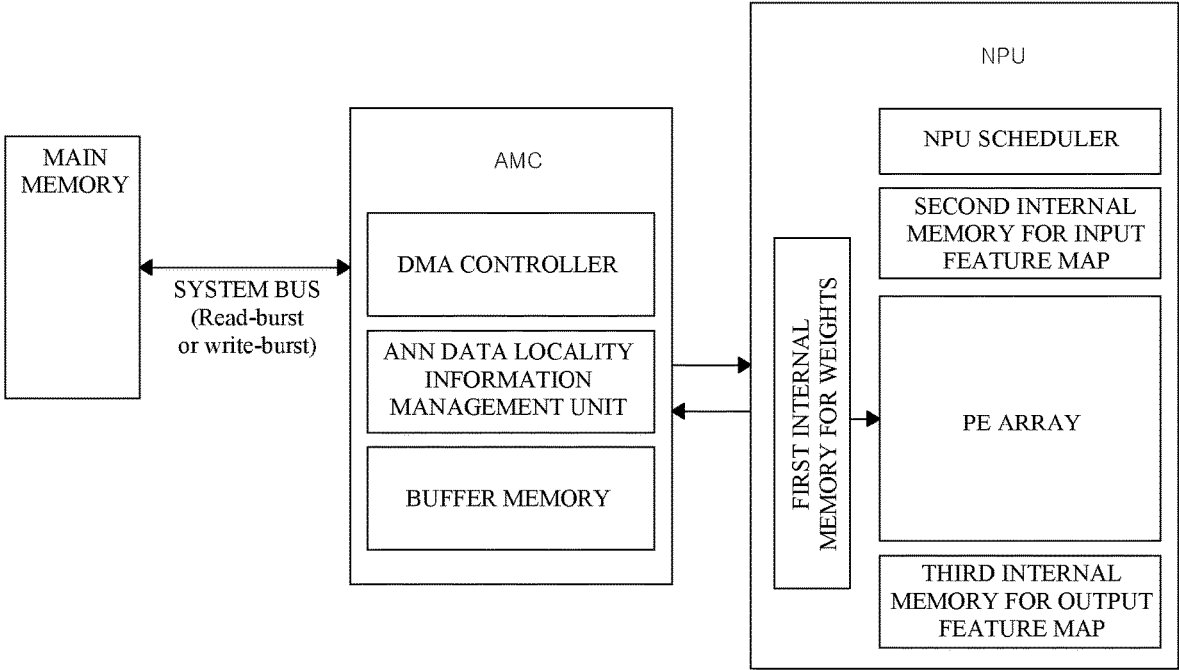 MAIN
MEMORY
SYSTEM BUS
(Read-burst
or write-burst)
AMC
DMA CONTROLLER
ANN DATA LOCALITY
INFORMATION
MANAGEMENT UNIT
BUFFER MEMORY
NPU
FIRST INTERNAL
MEMORY FOR WEIGHTS
NPU SCHEDULER
SECOND INTERNAL
MEMORY FOR INPUT
FEATURE MAP
PE ARRAY
THIRD INTERNAL
MEMORY FOR OUTPUT
FEATURE MAP